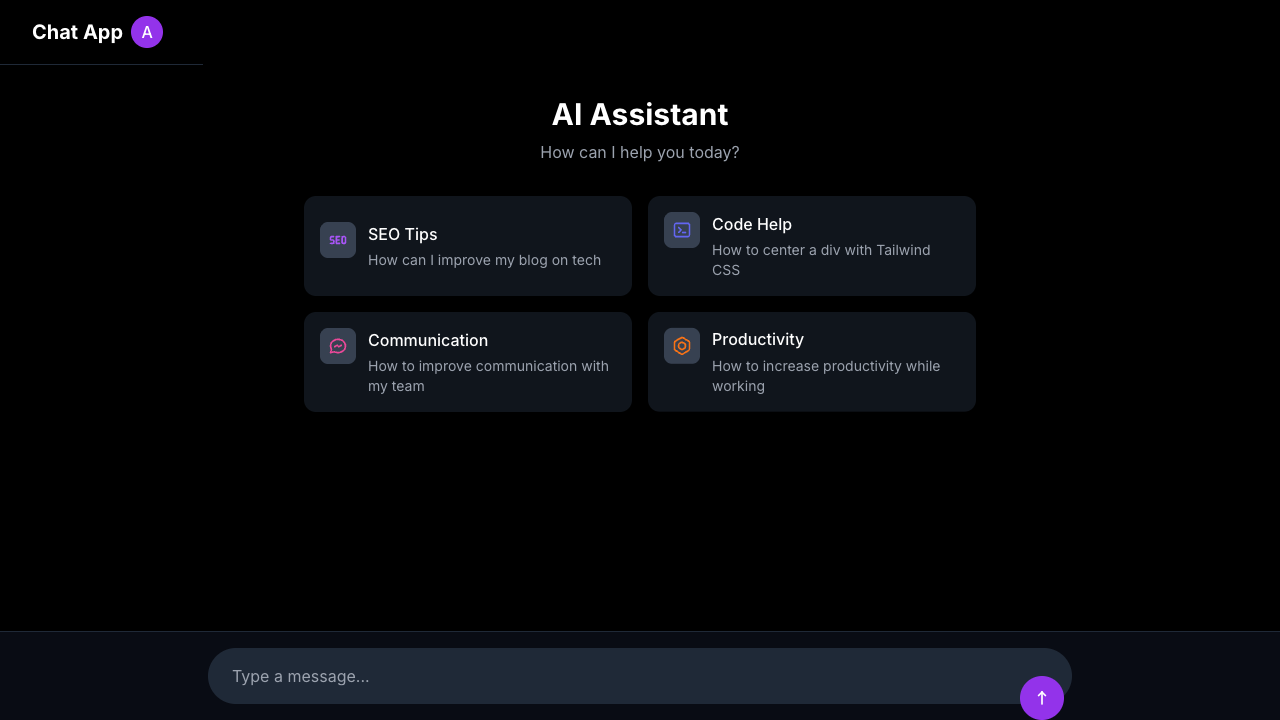 Chat App A
AI Assistant
How can I help you today?
SEO
SEO Tips
How can I improve my blog on tech
Code Help
How to center a div with Tailwind
CSS
Communication
How to improve communication with
my team
Productivity
How to increase productivity while
working
Type a message...